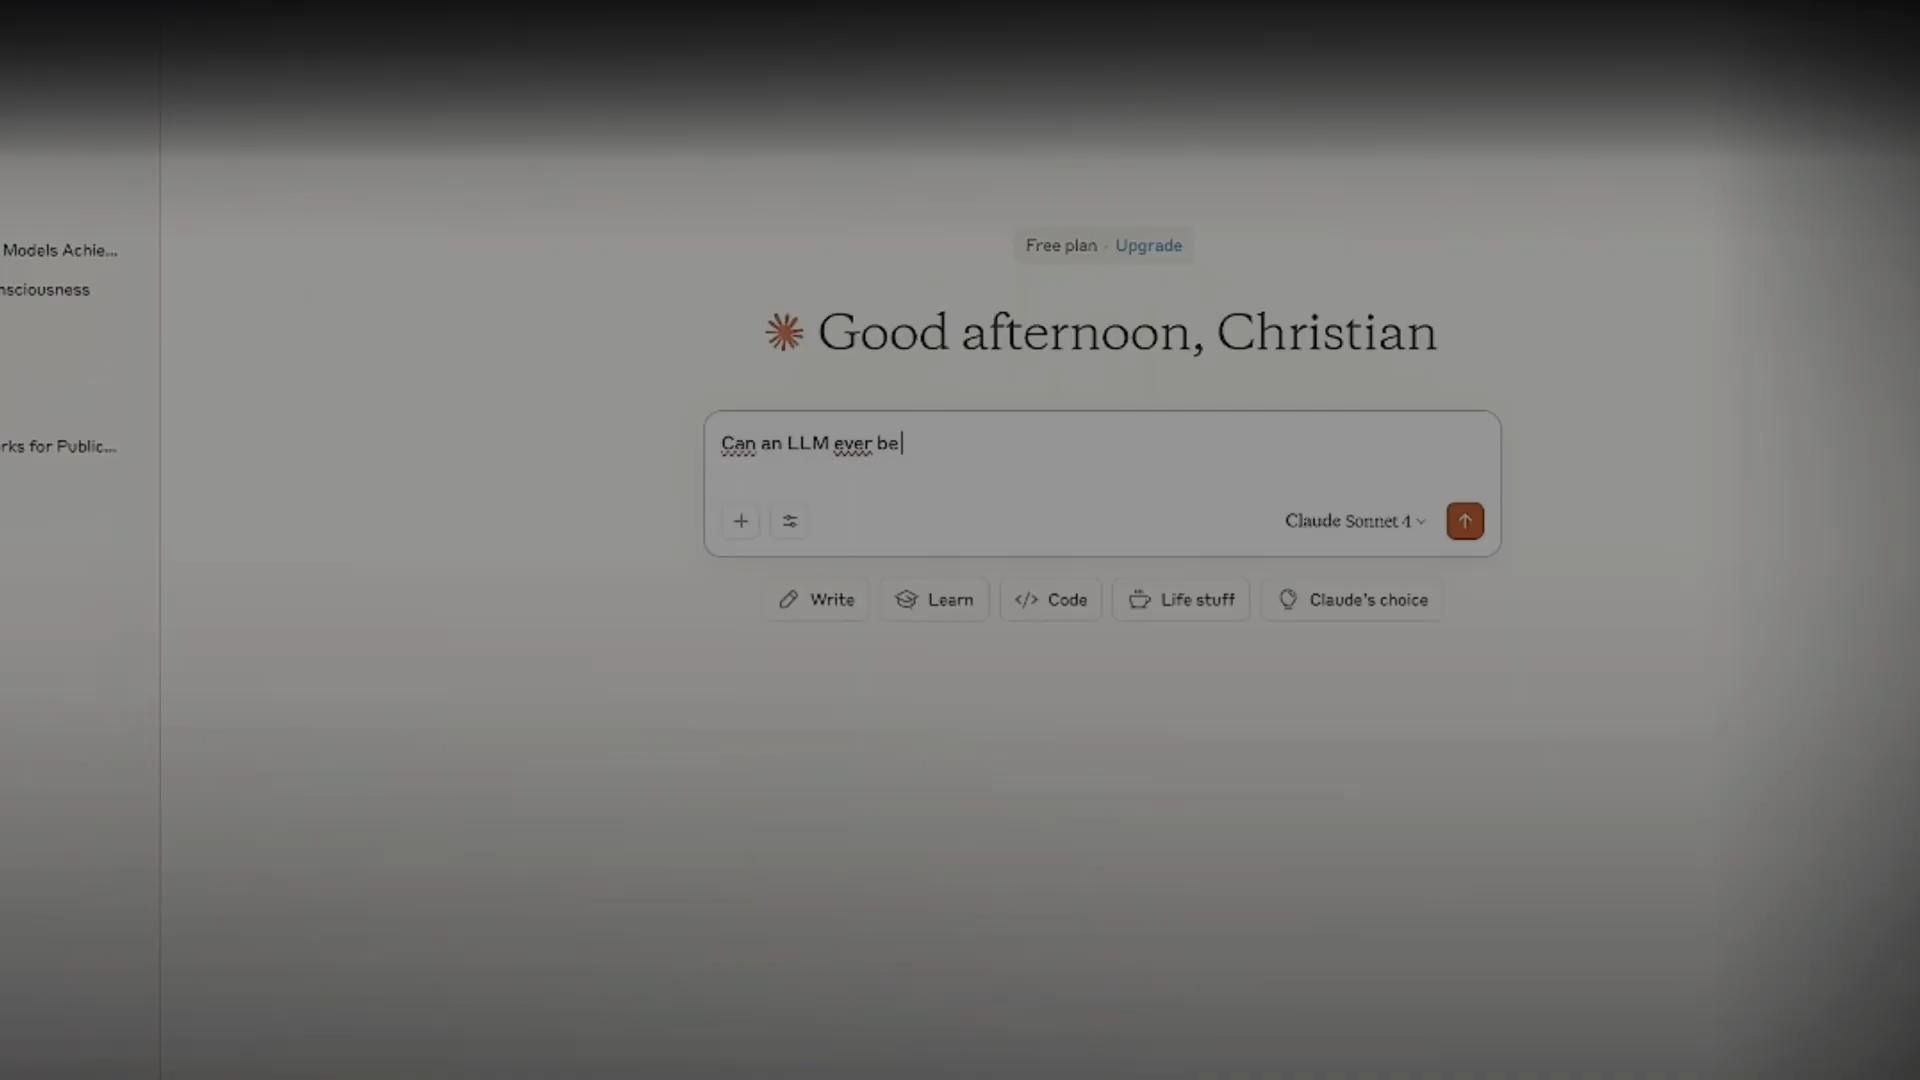 Models Achie...
nsciousness
rks for Public...
Free plan · Upgrade
Good afternoon, Christian
Can an LLM ever be
Claude Sonnet 4
Write
Learn
Code
Life stuff
Claude's choice